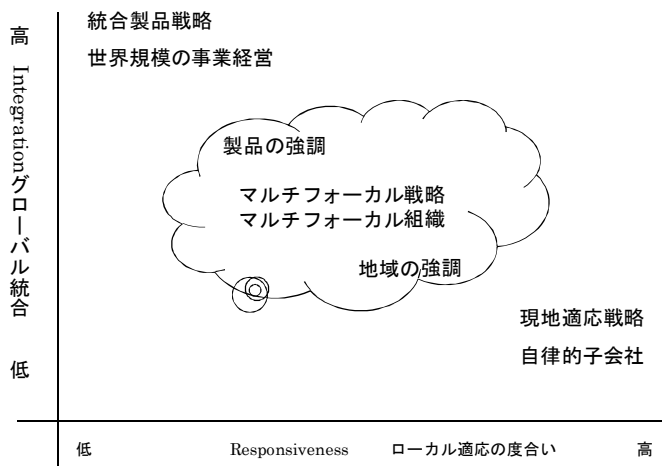 統合製品戦略
世界規模の事業経営
高 Integrationグローバル統合 低
製品の強調
マルチフォーカル戦略
マルチフォーカル組織
地域の強調
現地適応戦略
自律的子会社
低 Responsiveness ローカル適応の度合い 高